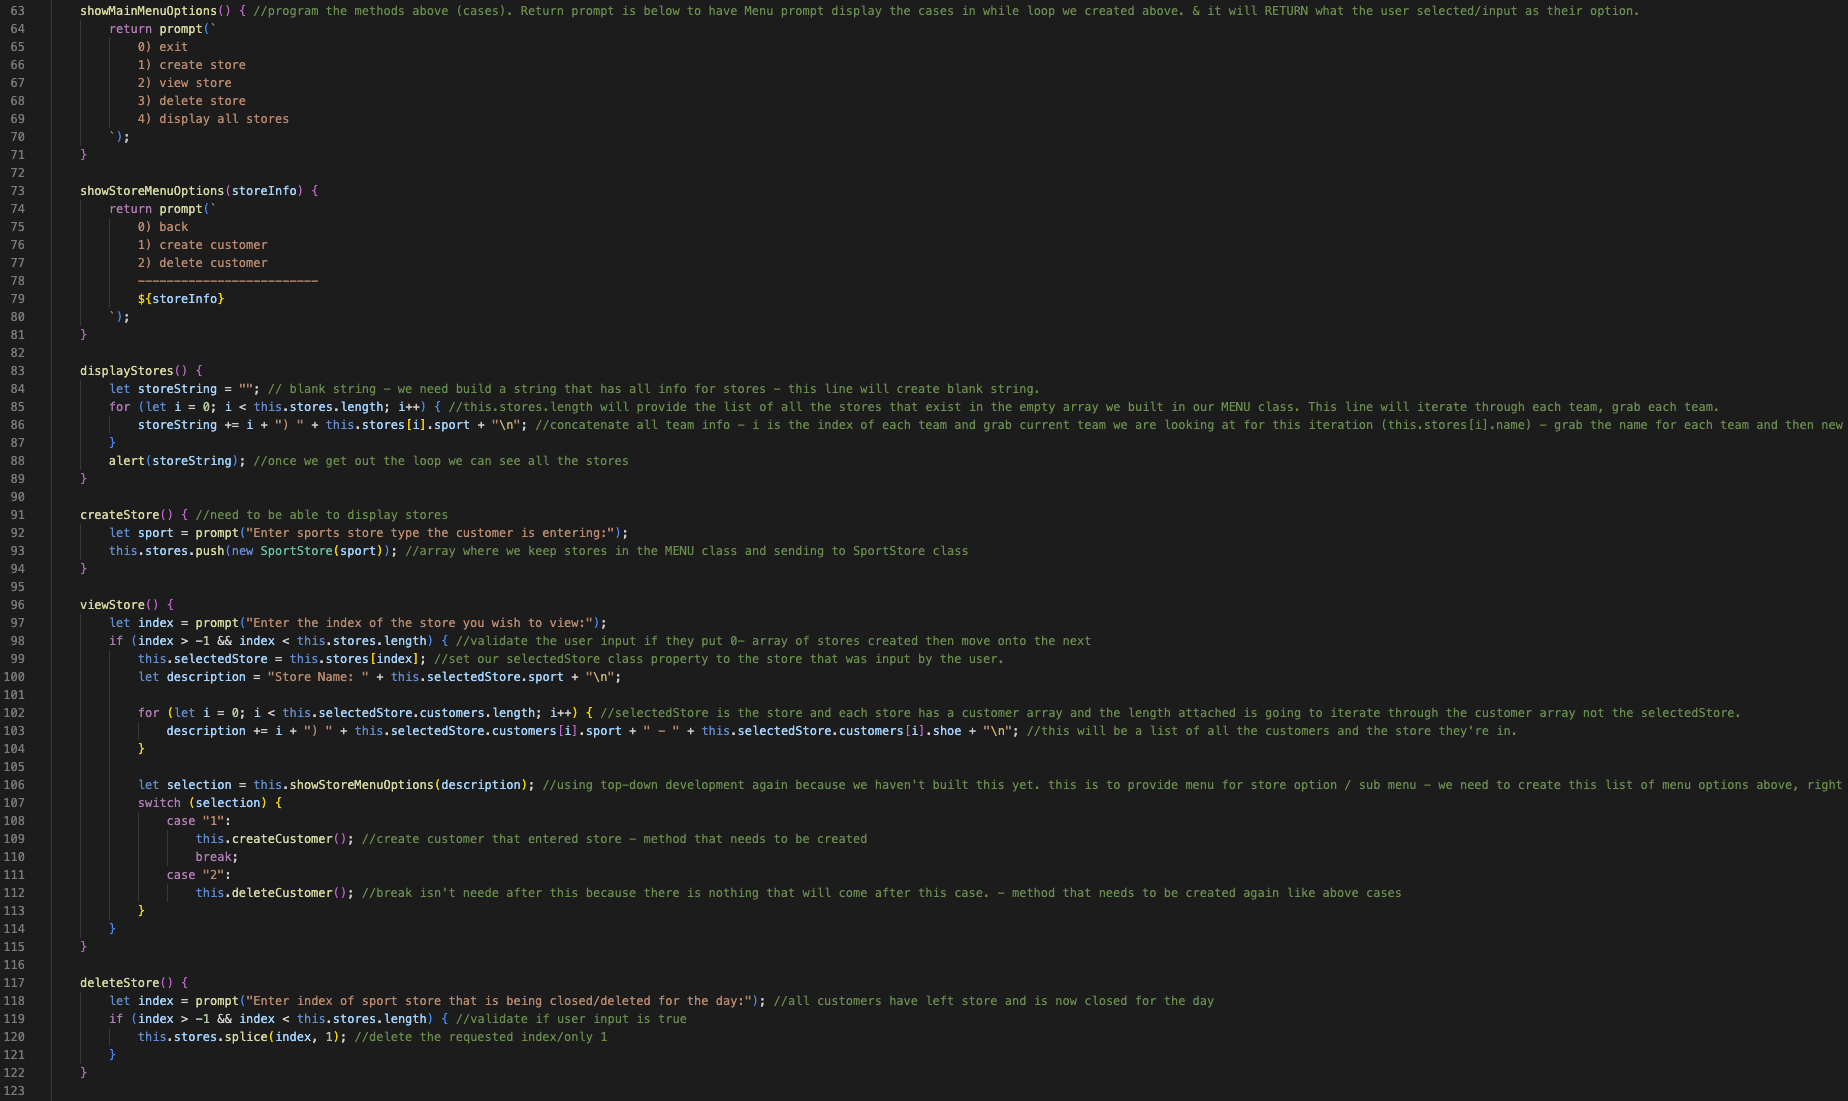 63 showMainMenuOptions() { //program the methods above (cases). Return prompt is below to have Menu prompt display the cases in while loop we created above. & it will RETURN what the user selected/input as their option.
64 return prompt(`
65 0) exit
66 1) create store
67 2) view store
68 3) delete store
69 4) display all stores
70 `);
71 }
72
73 showStoreMenuOptions(storeInfo) {
74 return prompt(`
75 0) back
76 1) create customer
77 2) delete customer
78 -------------------------
79 ${storeInfo}
80 `);
81 }
82
83 displayStores() {
84 let storeString = ""; // blank string - we need build a string that has all info for stores - this line will create blank string.
85 for (let i = 0; i < this.stores.length; i++) { //this.stores.length will provide the list of all the stores that exist in the empty array we built in our MENU class. This line will iterate through each team, grab each team.
86 storeString += i + ") " + this.stores[i].sport + "\n"; //concatenate all team info - i is the index of each team and grab current team we are looking at for this iteration (this.stores[i].name) - grab the name for each team and then new
87 }
88 alert(storeString); //once we get out the loop we can see all the stores
89 }
90
91 createStore() { //need to be able to display stores
92 let sport = prompt("Enter sports store type the customer is entering:");
93 this.stores.push(new SportStore(sport)); //array where we keep stores in the MENU class and sending to SportStore class
94 }
95
96 viewStore() {
97 let index = prompt("Enter the index of the store you wish to view:");
98 if (index > -1 && index < this.stores.length) { //validate the user input if they put 0- array of stores created then move onto the next
99 this.selectedStore = this.stores[index]; //set our selectedStore class property to the store that was input by the user.
100 let description = "Store Name: " + this.selectedStore.sport + "\n";
101
102 for (let i = 0; i < this.selectedStore.customers.length; i++) { //selectedStore is the store and each store has a customer array and the length attached is going to iterate through the customer array not the selectedStore.
103 description += i + ") " + this.selectedStore.customers[i].sport + " - " + this.selectedStore.customers[i].shoe + "\n"; //this will be a list of all the customers and the store they're in.
104 }
105
106 let selection = this.showStoreMenuOptions(description); //using top-down development again because we haven't built this yet. this is to provide menu for store option / sub menu - we need to create this list of menu options above, right
107 switch (selection) {
108 case "1":
109 this.createCustomer(); //create customer that entered store - method that needs to be created
110 break;
111 case "2":
112 this.deleteCustomer(); //break isn't neede after this because there is nothing that will come after this case. - method that needs to be created again like above cases
113 }
114 }
115 }
116
117 deleteStore() {
118 let index = prompt("Enter index of sport store that is being closed/deleted for the day:"); //all customers have left store and is now closed for the day
119 if (index > -1 && index < this.stores.length) { //validate if user input is true
120 this.stores.splice(index, 1); //delete the requested index/only 1
121 }
122 }
123